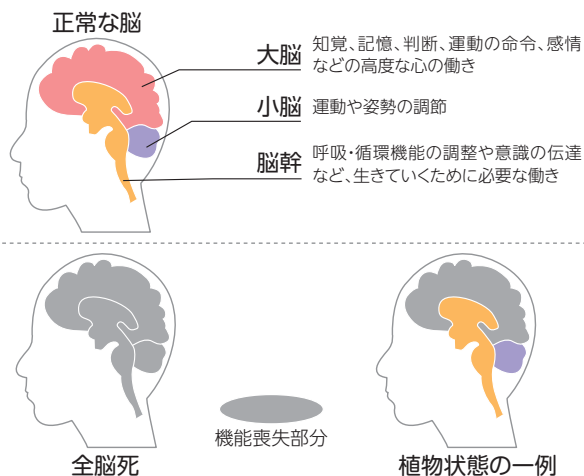 正常な脳
大脳
知覚、記憶、判断、運動の命令、感情
などの高度な心の働き
小脳
運動や姿勢の調節
脳幹
呼吸・循環機能の調整や意識の伝達
など、生きていくために必要な働き
機能喪失部分
全脳死
植物状態の一例